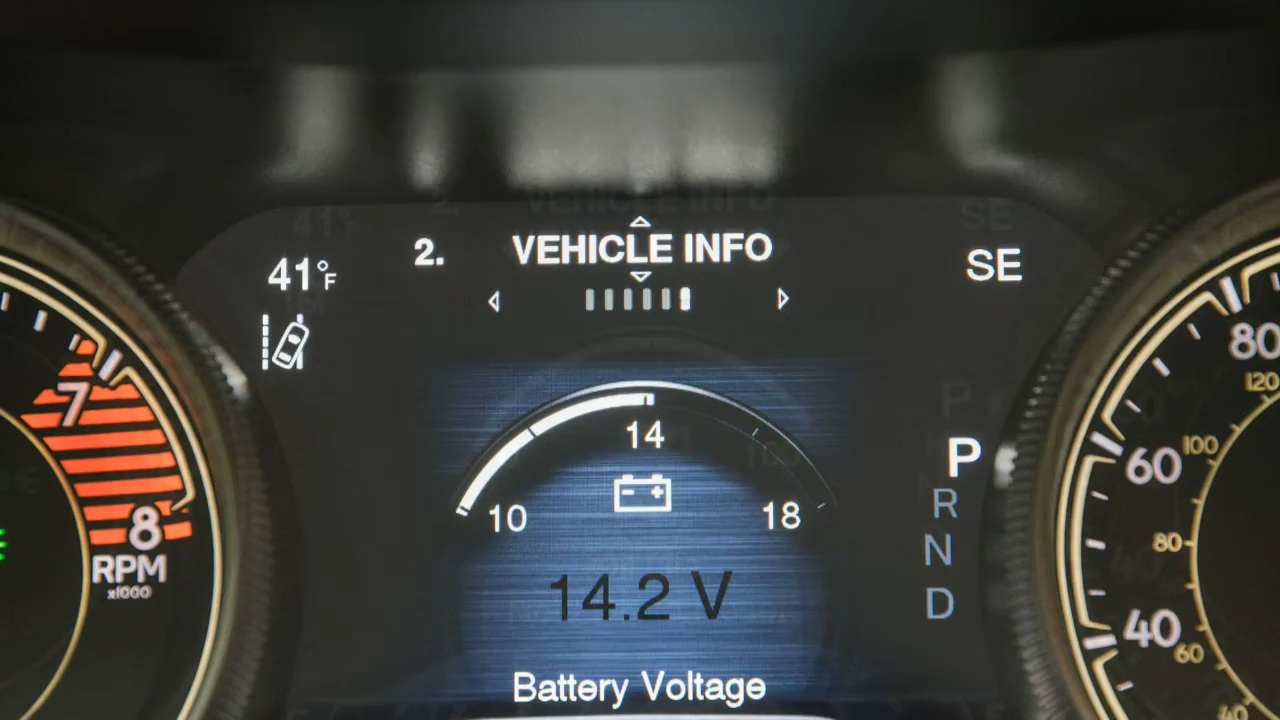 2. VEHICLE INFO
SE
41°F
7
8
RPM
x1000
14
10
18
14.2 V
Battery Voltage
P
R
N
D
80
120
100
60
80
40
60
40